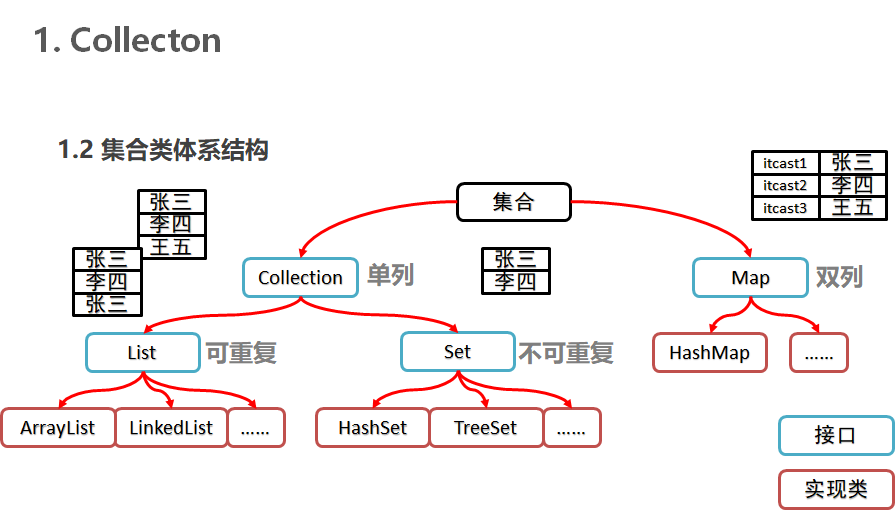 1. Collecton
1.2 集合类体系结构
itcast1 张三
itcast2 李四
itcast3 王五
集合
张三
李四
王五
张三
李四
张三
Collection
单列
张三
李四
Map
双列
List
可重复
Set
不可重复
HashMap
......
ArrayList
LinkedList
......
HashSet
TreeSet
......
接口
实现类